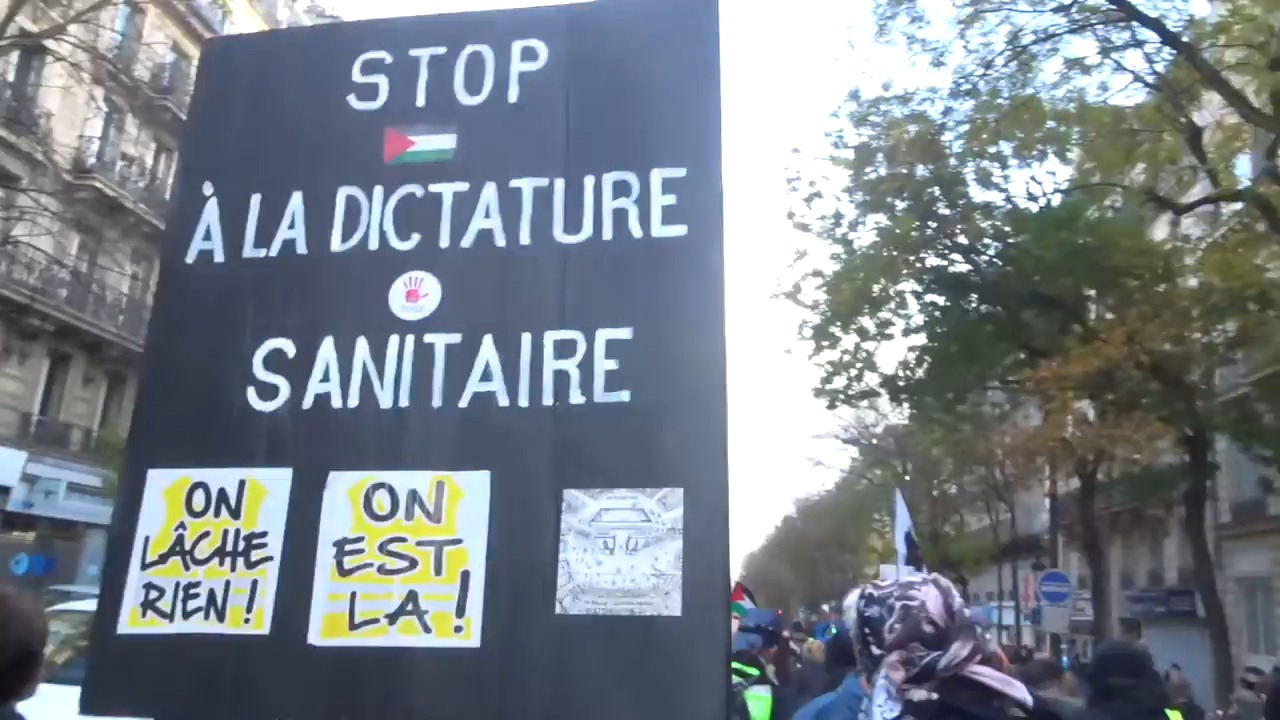 STOP
À LA DICTATURE
SANITAIRE
ON
LÂCHE
RIEN !
ON
EST
LA !